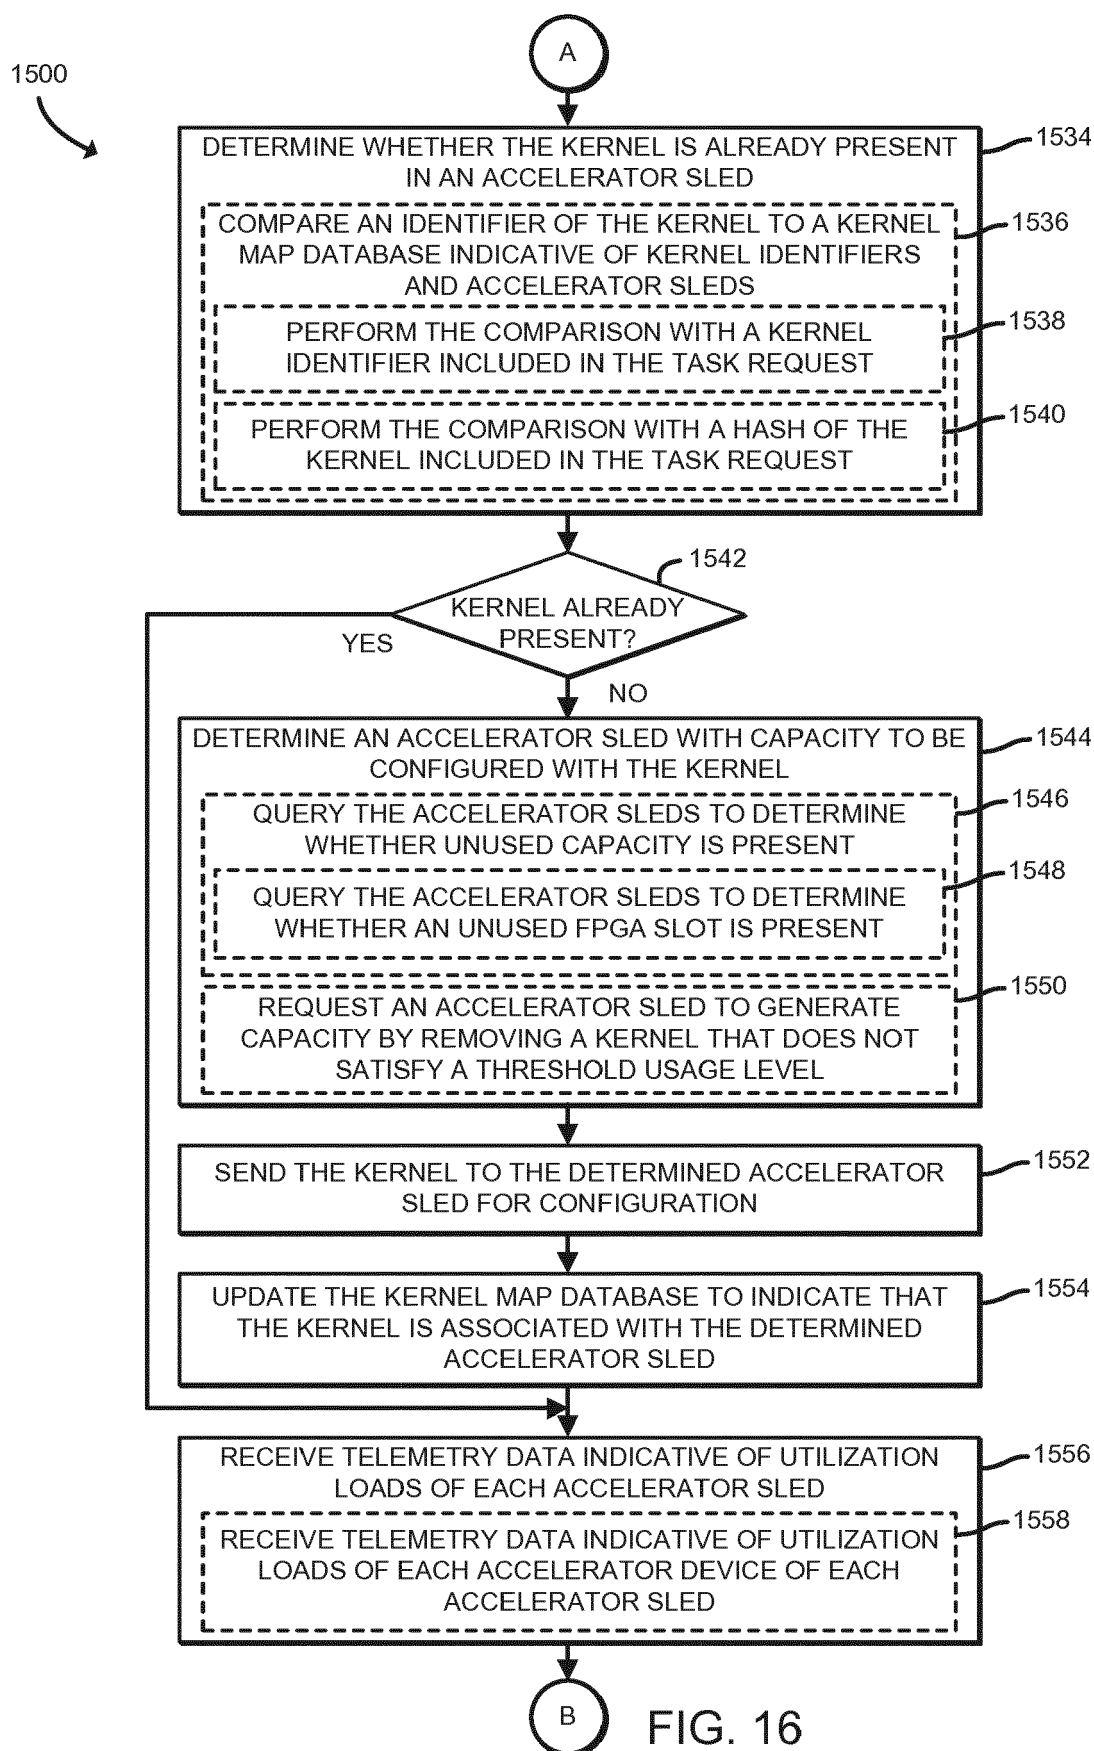 A
1500
DETERMINE WHETHER THE KERNEL IS ALREADY PRESENT
IN AN ACCELERATOR SLED
1534
COMPARE AN IDENTIFIER OF THE KERNEL TO A KERNEL
MAP DATABASE INDICATIVE OF KERNEL IDENTIFIERS
AND ACCELERATOR SLEDS
1536
PERFORM THE COMPARISON WITH A KERNEL
IDENTIFIER INCLUDED IN THE TASK REQUEST
1538
PERFORM THE COMPARISON WITH A HASH OF THE
KERNEL INCLUDED IN THE TASK REQUEST
1540
1542
KERNEL ALREADY
PRESENT?
YES
NO
DETERMINE AN ACCELERATOR SLED WITH CAPACITY TO BE
CONFIGURED WITH THE KERNEL
1544
QUERY THE ACCELERATOR SLEDS TO DETERMINE
WHETHER UNUSED CAPACITY IS PRESENT
1546
QUERY THE ACCELERATOR SLEDS TO DETERMINE
WHETHER AN UNUSED FPGA SLOT IS PRESENT
1548
REQUEST AN ACCELERATOR SLED TO GENERATE
CAPACITY BY REMOVING A KERNEL THAT DOES NOT
SATISFY A THRESHOLD USAGE LEVEL
1550
SEND THE KERNEL TO THE DETERMINED ACCELERATOR
SLED FOR CONFIGURATION
1552
UPDATE THE KERNEL MAP DATABASE TO INDICATE THAT
THE KERNEL IS ASSOCIATED WITH THE DETERMINED
ACCELERATOR SLED
1554
RECEIVE TELEMETRY DATA INDICATIVE OF UTILIZATION
LOADS OF EACH ACCELERATOR SLED
1556
RECEIVE TELEMETRY DATA INDICATIVE OF UTILIZATION
LOADS OF EACH ACCELERATOR DEVICE OF EACH
ACCELERATOR SLED
1558
B
FIG. 16